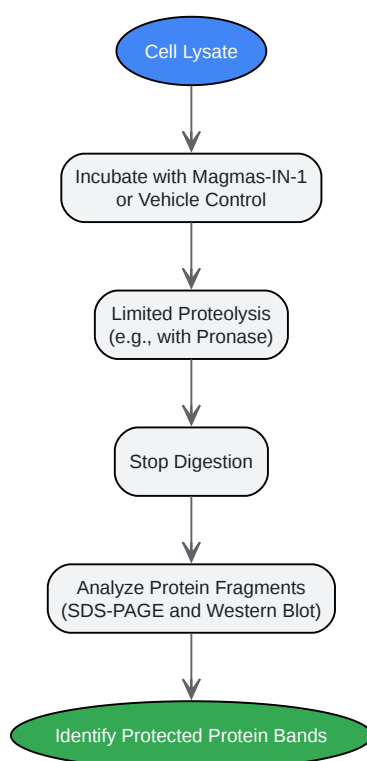 Cell Lysate
Incubate with Magmas-IN-1
or Vehicle Control
Limited Proteolysis
(e.g., with Pronase)
Stop Digestion
Analyze Protein Fragments
(SDS-PAGE and Western Blot)
Identify Protected Protein Bands